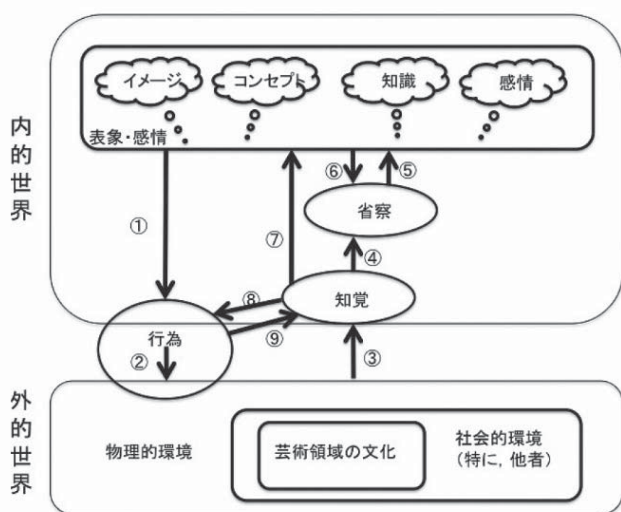 内的世界
イメージ
コンセプト
知識
感情
表象・感情
①
⑦
⑥
⑤
省察
④
知覚
⑧
⑨
行為
②
③
外的世界
物理的環境
芸術領域の文化
社会的環境
(特に, 他者)